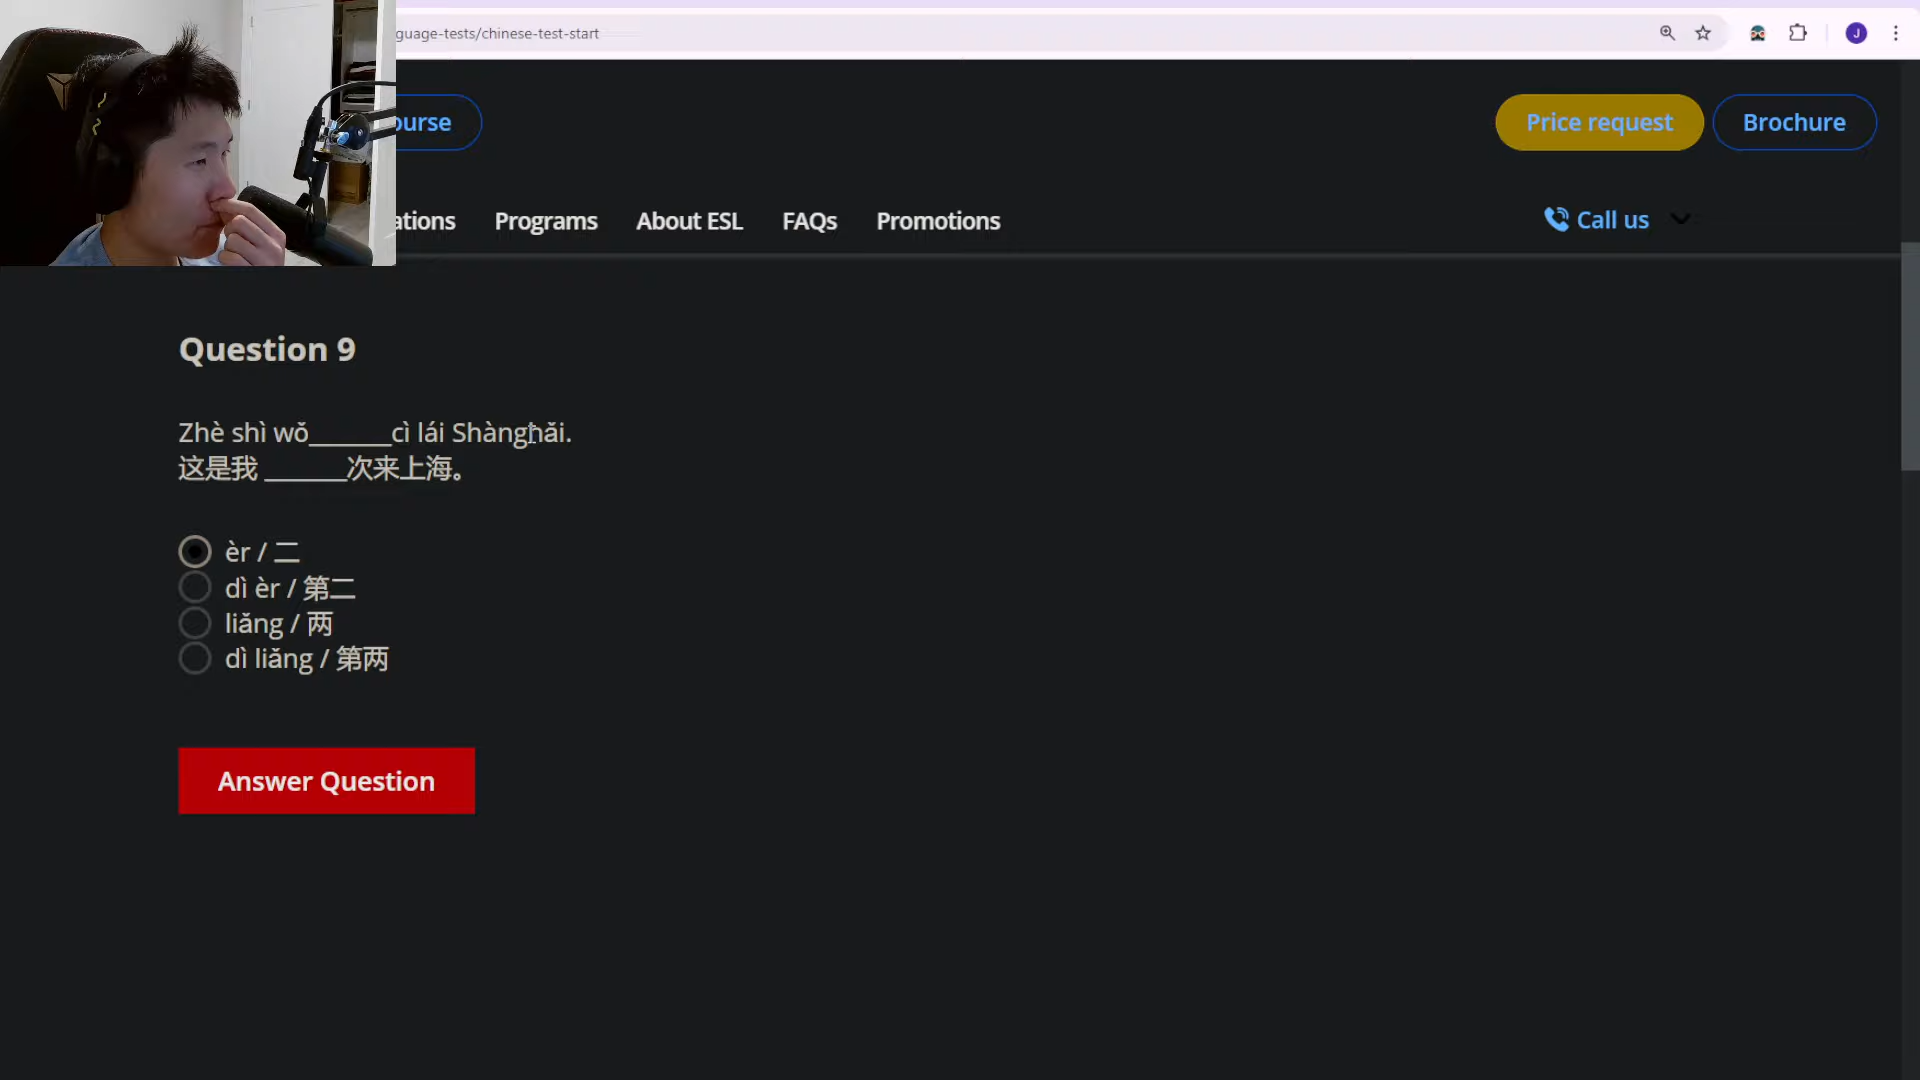 guage-tests/chinese-test-start
J
ourse
Price request
Brochure
ations
Programs
About ESL
FAQs
Promotions
Call us
Question 9
Zhè shì wǒ_______cì lái Shànghǎi.
这是我 _______次来上海。
èr / 二
dì èr / 第二
liǎng / 两
dì liǎng / 第两
Answer Question